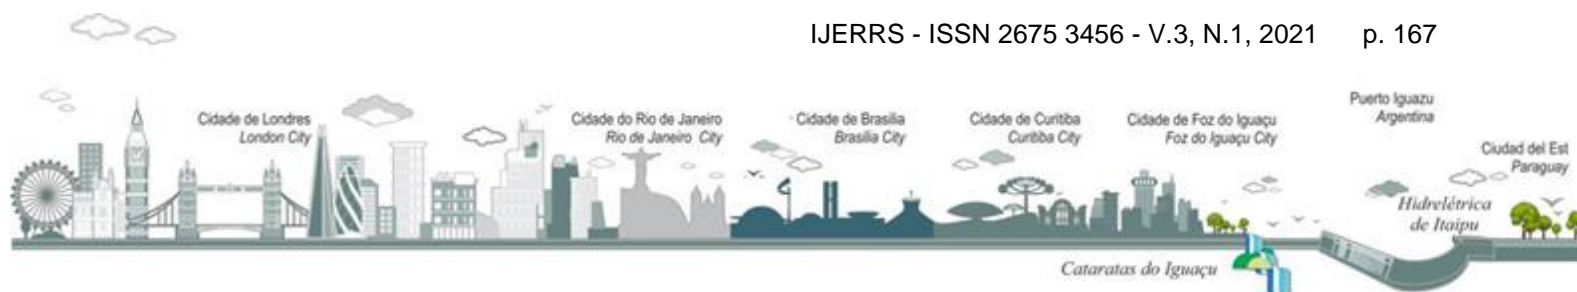 IJERRS - ISSN 2675 3456 - V.3, N.1, 2021 p. 167
Cidade de Londres
London City
Cidade do Rio de Janeiro
Rio de Janeiro City
Cidade de Brasilia
Brasilia City
Cidade de Curitiba
Curitiba City
Cidade de Foz do Iguaçu
Foz do Iguaçu City
Puerto Iguazu
Argentina
Ciudad del Est
Paraguay
Hidrelétrica
de Itaipu
Cataratas do Iguaçu